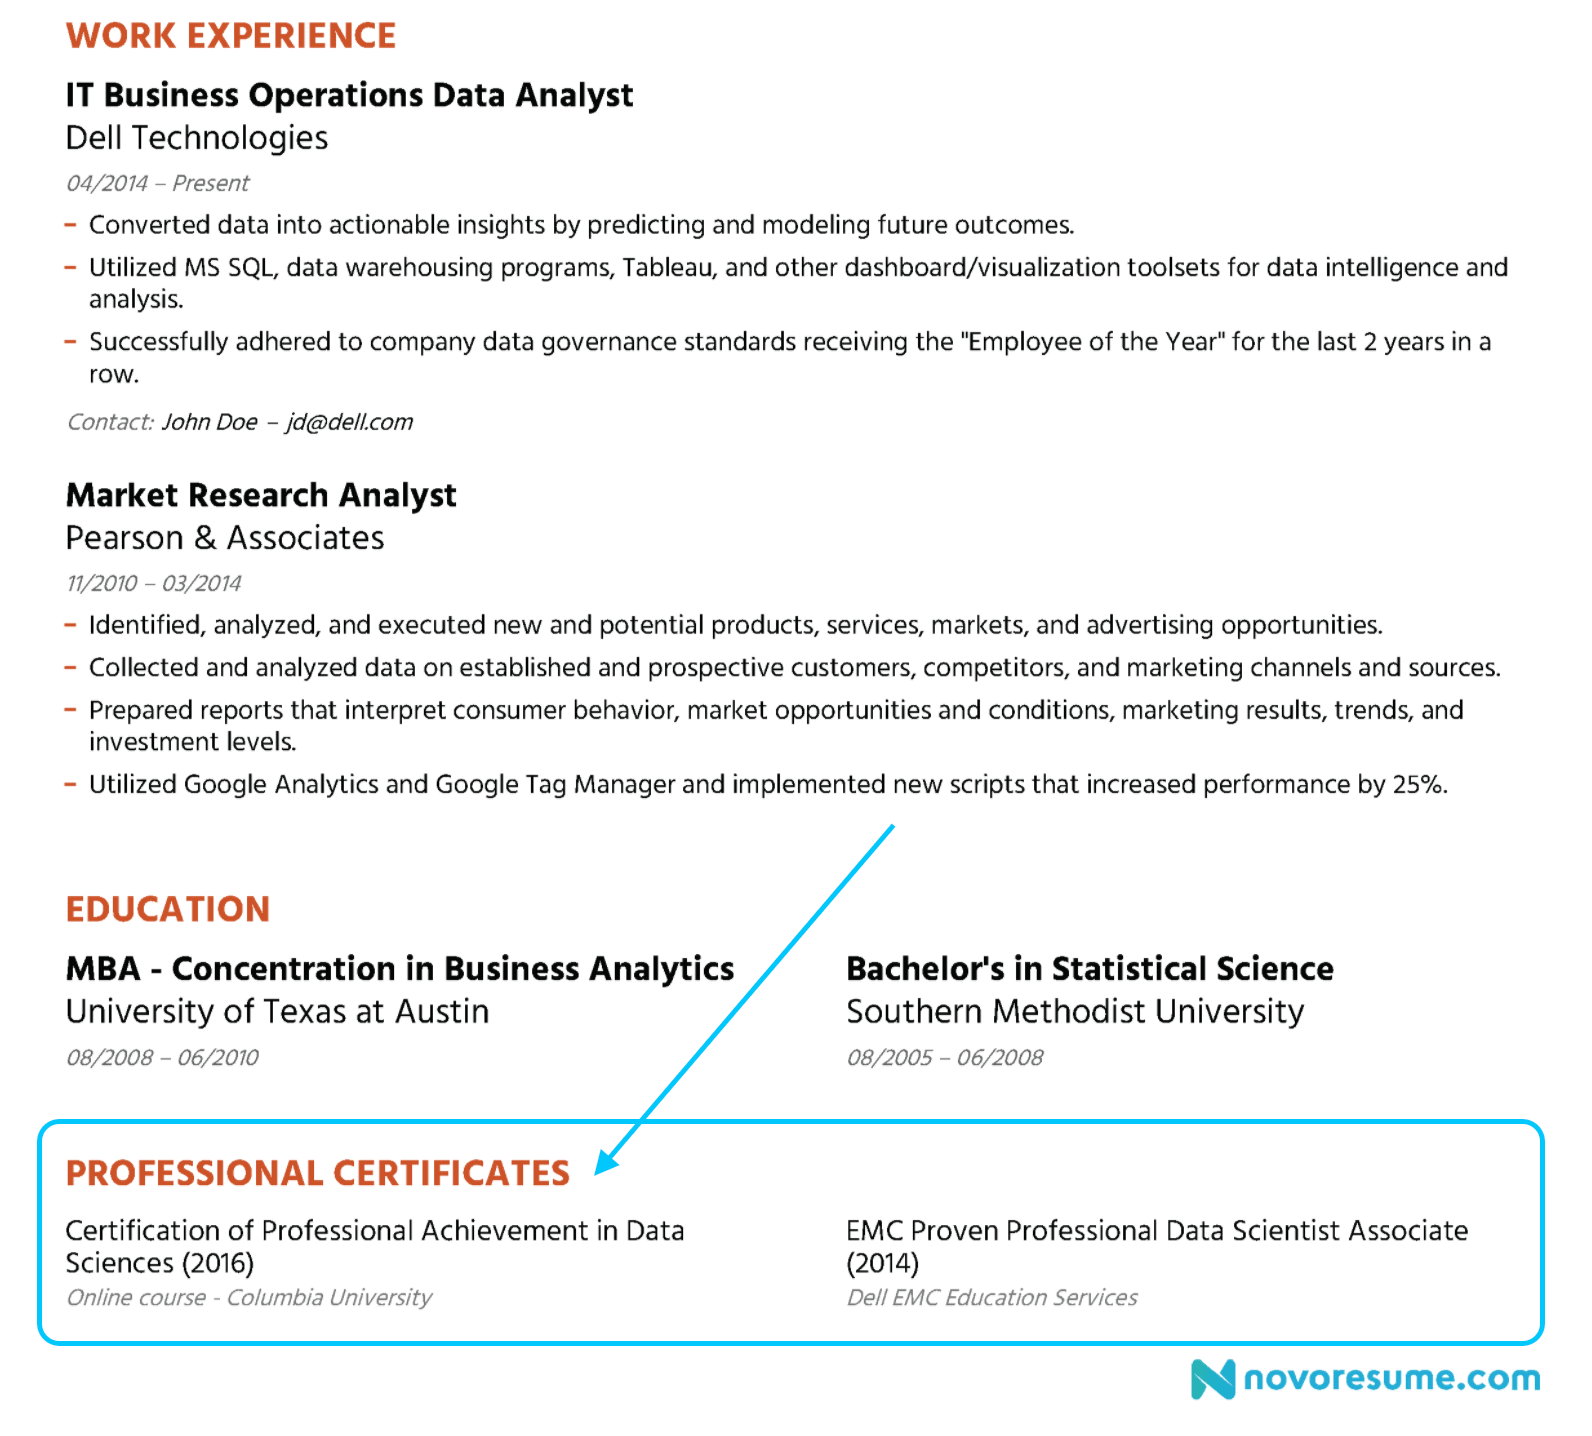 WORK EXPERIENCE
IT Business Operations Data Analyst
Dell Technologies
04/2014 – Present
– Converted data into actionable insights by predicting and modeling future outcomes.
– Utilized MS SQL, data warehousing programs, Tableau, and other dashboard/visualization toolsets for data intelligence and
analysis.
– Successfully adhered to company data governance standards receiving the "Employee of the Year" for the last 2 years in a
row.
Contact: John Doe – jd@dell.com
Market Research Analyst
Pearson & Associates
11/2010 – 03/2014
– Identified, analyzed, and executed new and potential products, services, markets, and advertising opportunities.
– Collected and analyzed data on established and prospective customers, competitors, and marketing channels and sources.
– Prepared reports that interpret consumer behavior, market opportunities and conditions, marketing results, trends, and
investment levels.
– Utilized Google Analytics and Google Tag Manager and implemented new scripts that increased performance by 25%.
EDUCATION
MBA - Concentration in Business Analytics
University of Texas at Austin
08/2008 – 06/2010
Bachelor's in Statistical Science
Southern Methodist University
08/2005 – 06/2008
PROFESSIONAL CERTIFICATES
Certification of Professional Achievement in Data
Sciences (2016)
Online course - Columbia University
EMC Proven Professional Data Scientist Associate
(2014)
Dell EMC Education Services
novoresume.com